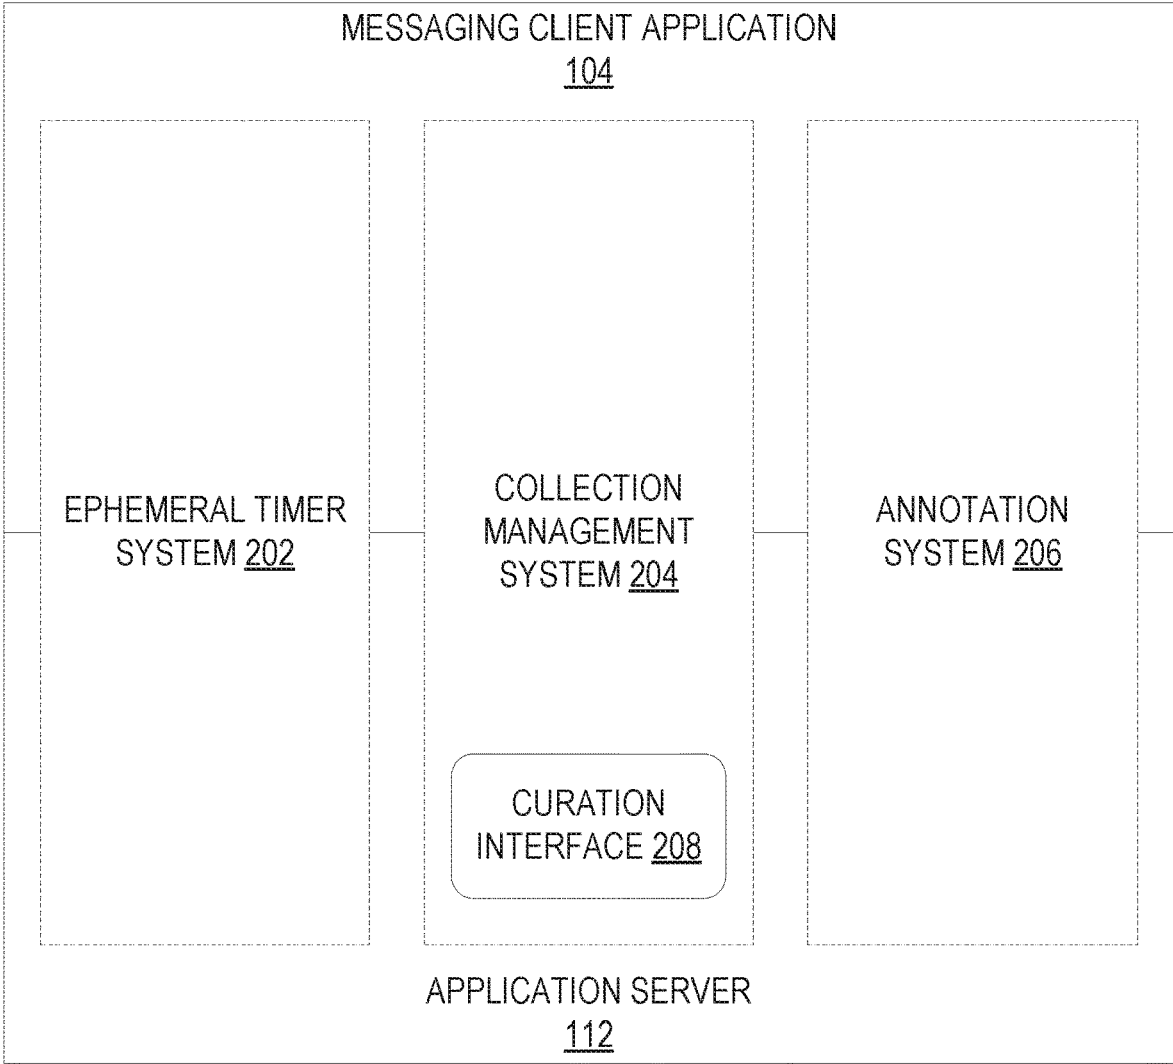 MESSAGING CLIENT APPLICATION
104
EPHEMERAL TIMER
SYSTEM 202
COLLECTION
MANAGEMENT
SYSTEM 204
ANNOTATION
SYSTEM 206
CURATION
INTERFACE 208
APPLICATION SERVER
112